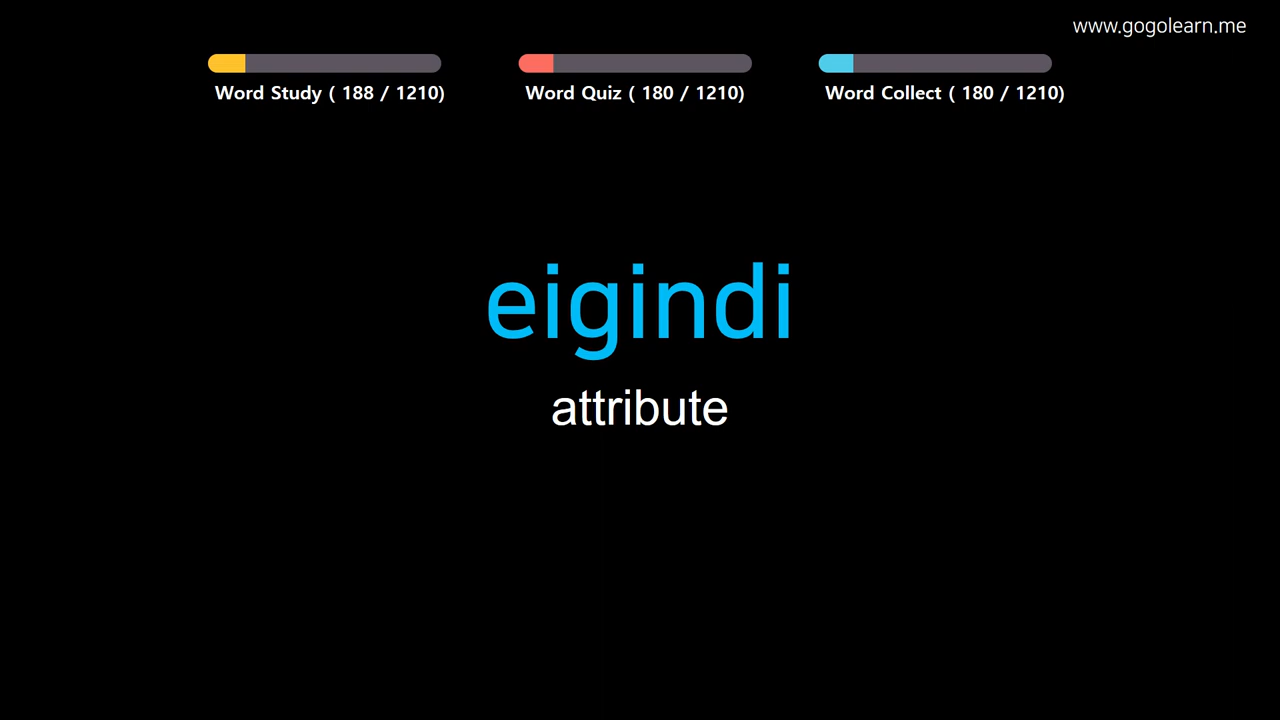 www.gogolearn.me
Word Study ( 188 / 1210)
Word Quiz ( 180 / 1210)
Word Collect ( 180 / 1210)
eigindi
attribute